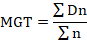 MGT = ∑ Dn / ∑ n